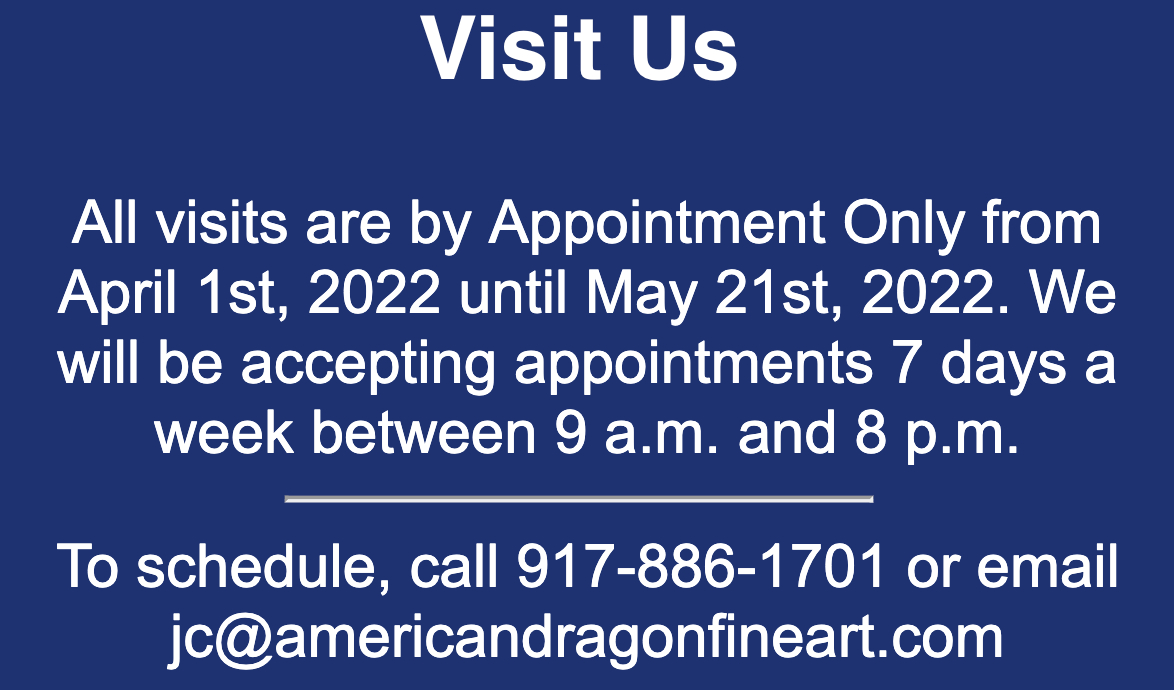 Visit Us
All visits are by Appointment Only from
April 1st, 2022 until May 21st, 2022. We
will be accepting appointments 7 days a
week between 9 a.m. and 8 p.m.
To schedule, call 917-886-1701 or email
jc@americandragonfineart.com